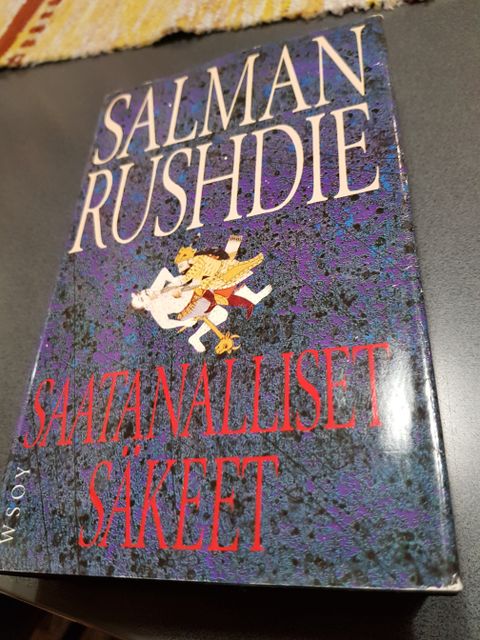 SALMAN
RUSHDIE
SAATANALLISET
SÄKEET
WSOY